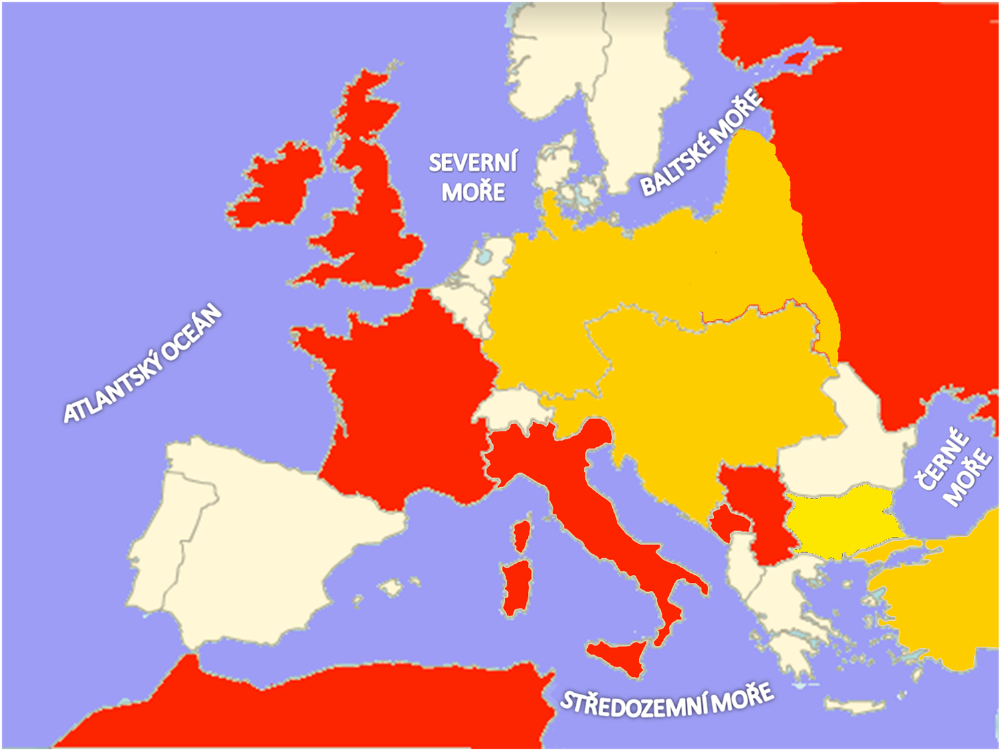 SEVERNÍ
MOŘE
BALTSKÉ MOŘE
ATLANTSKÝ OCEÁN
ČERNÉ
MOŘE
STŘEDOZEMNÍ MOŘE